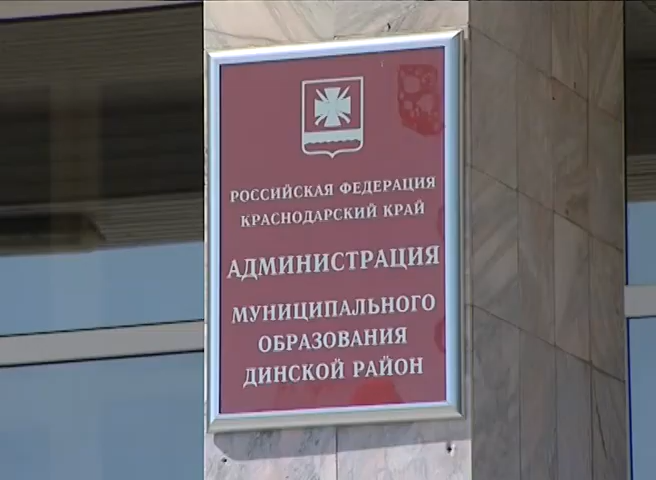 РОССИЙСКАЯ ФЕДЕРАЦИЯ
КРАСНОДАРСКИЙ КРАЙ
АДМИНИСТРАЦИЯ
МУНИЦИПАЛЬНОГО
ОБРАЗОВАНИЯ
ДИНСКОЙ РАЙОН